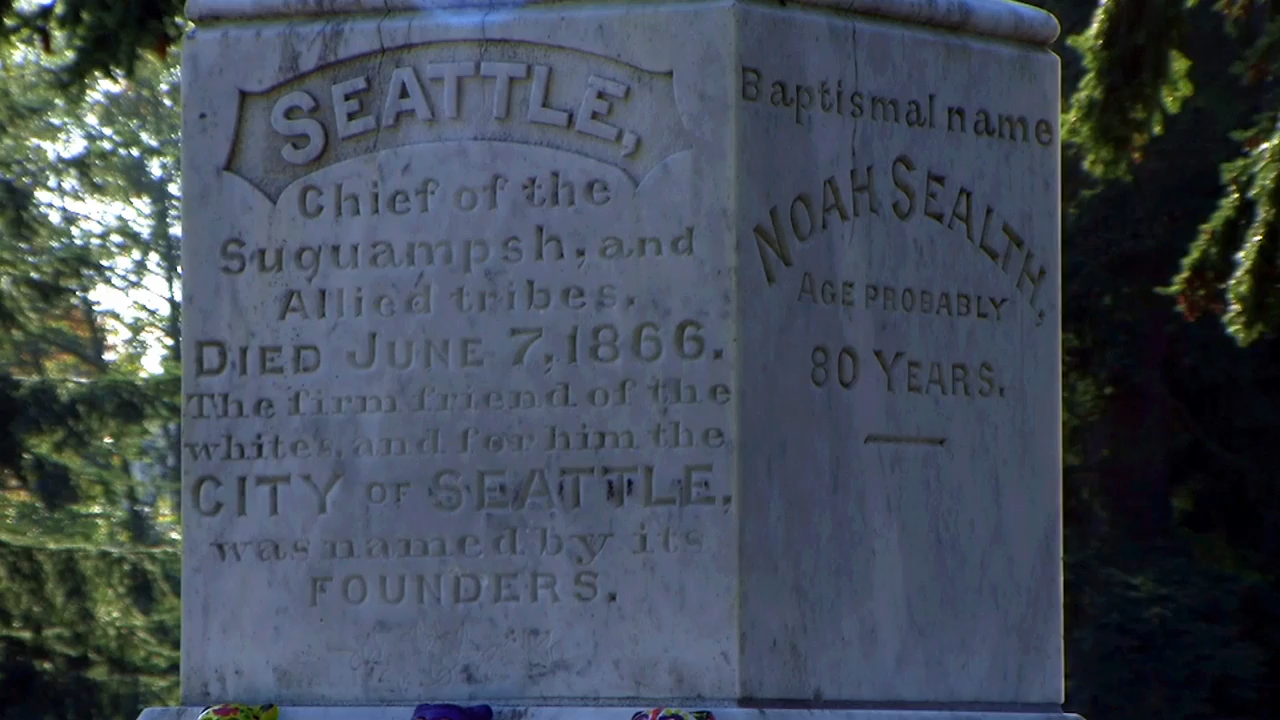 SEATTLE,
Chief of the
Suquampsh, and
Allied tribes.
DIED JUNE 7, 1866.
The firm friend of the
whites, and for him the
CITY OF SEATTLE,
was named by its
FOUNDERS.
Baptismal name
NOAH SEALTH,
AGE PROBABLY
80 YEARS.